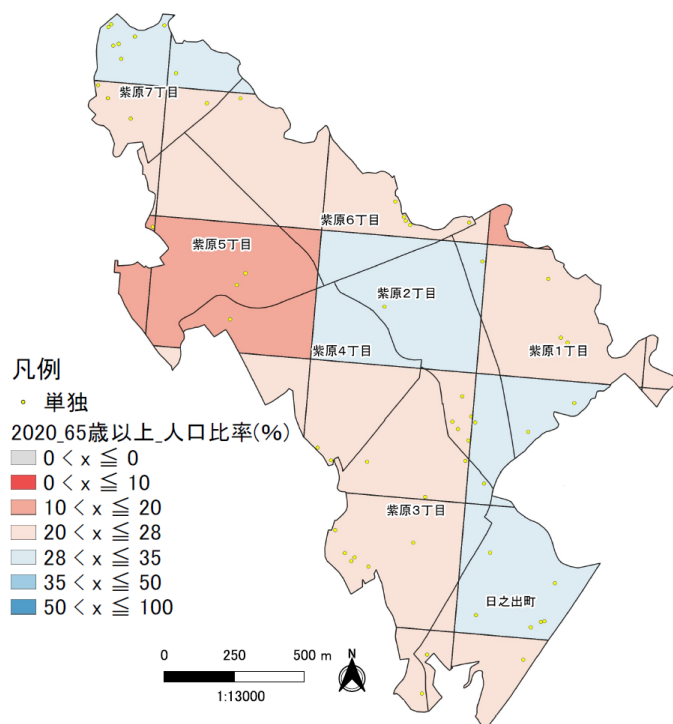 紫原7丁目
紫原6丁目
紫原5丁目
紫原2丁目
紫原4丁目
紫原1丁目
紫原3丁目
日之出町
凡例
単独
2020_65歳以上_人口比率(%)
0 < x ≦ 0
0 < x ≦ 10
10 < x ≦ 20
20 < x ≦ 28
28 < x ≦ 35
35 < x ≦ 50
50 < x ≦ 100
0 250 500 m
1:13000
N